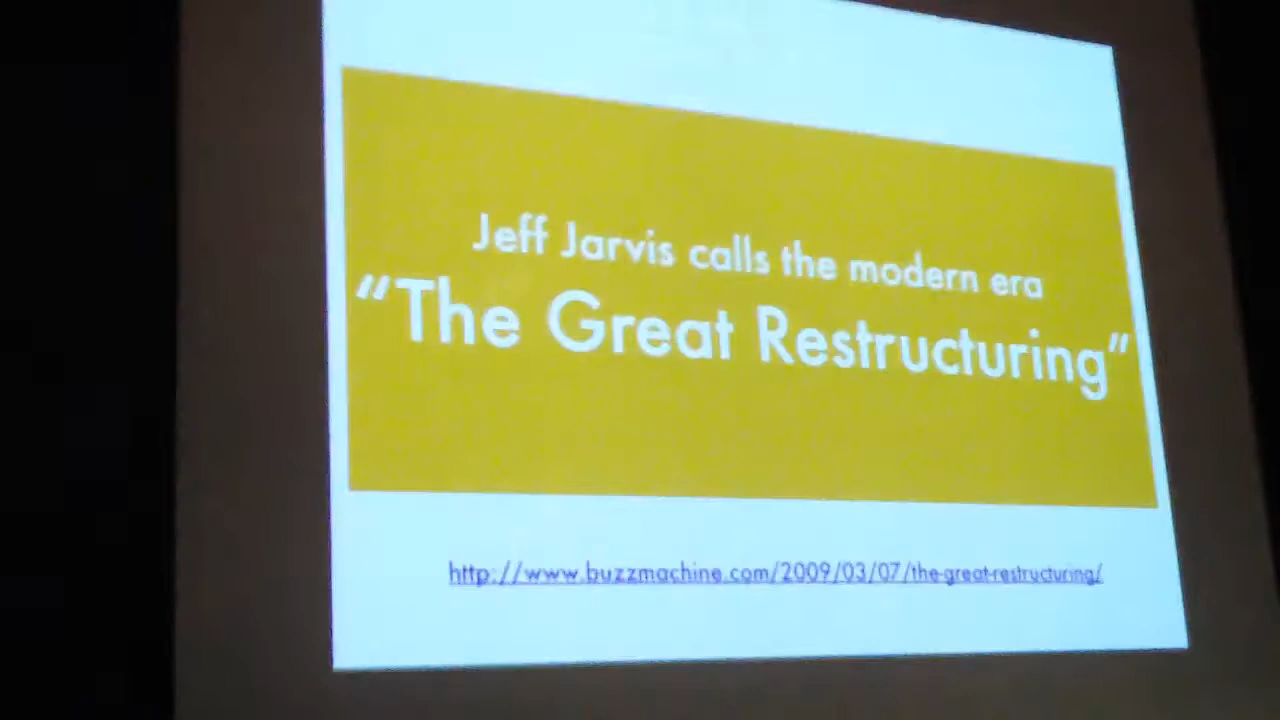 Jeff Jarvis calls the modern era
“The Great Restructuring”
http://www.buzzmachine.com/2009/03/07/the-great-restructuring/